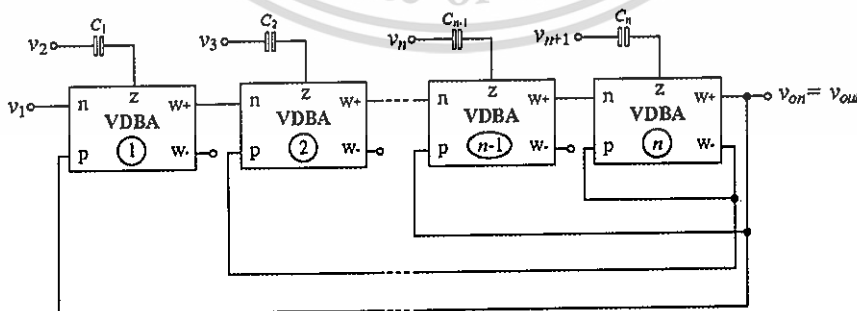 C1 C2 Cn-1 Cn
v2 v3 vn vn+1
z z z z
v1 n w+ n w+ n w+ n w+ von= vou
VDBA VDBA VDBA VDBA
p 1 w- p 2 w- p n-1 w- p n w-